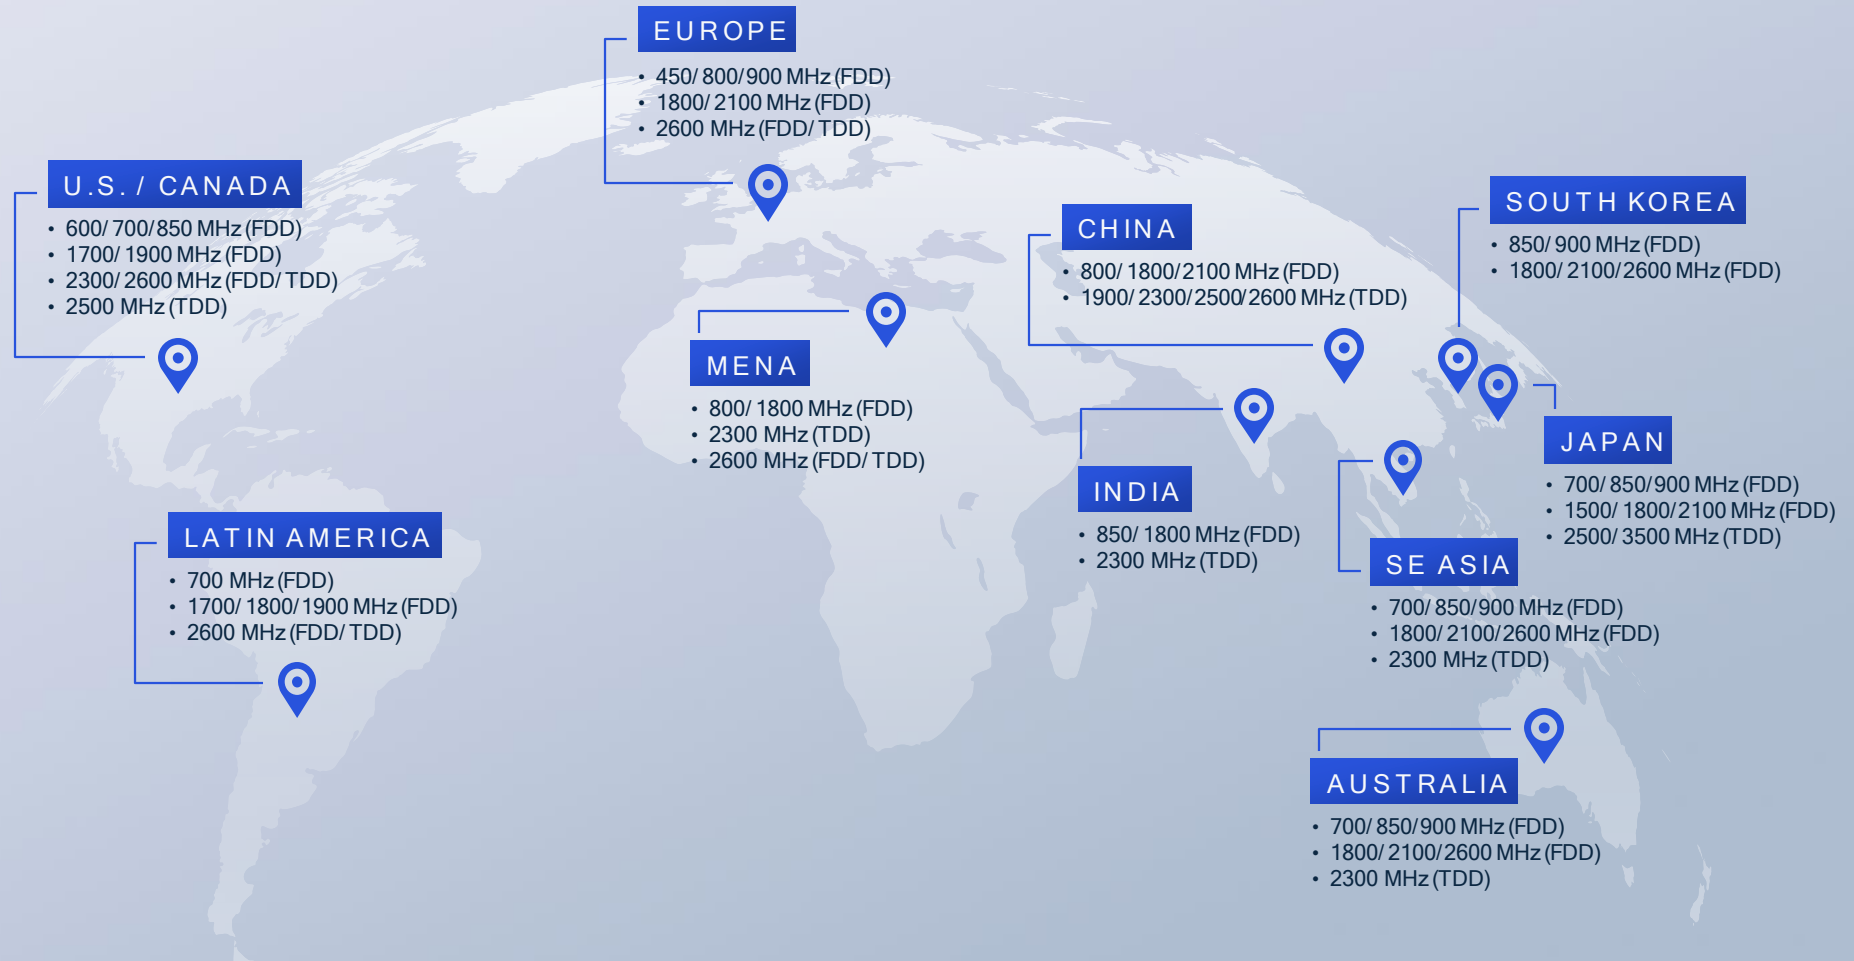 EUROPE
• 450/800/900 MHz (FDD)
• 1800/2100 MHz (FDD)
• 2600 MHz (FDD/TDD)
U.S. / CANADA
• 600/700/850 MHz (FDD)
• 1700/1900 MHz (FDD)
• 2300/2600 MHz (FDD/TDD)
• 2500 MHz (TDD)
CHINA
• 800/1800/2100 MHz (FDD)
• 1900/2300/2500/2600 MHz (TDD)
SOUTH KOREA
• 850/900 MHz (FDD)
• 1800/2100/2600 MHz (FDD)
MENA
• 800/1800 MHz (FDD)
• 2300 MHz (TDD)
• 2600 MHz (FDD/TDD)
JAPAN
• 700/850/900 MHz (FDD)
• 1500/1800/2100 MHz (FDD)
• 2500/3500 MHz (TDD)
INDIA
• 850/1800 MHz (FDD)
• 2300 MHz (TDD)
LATIN AMERICA
• 700 MHz (FDD)
• 1700/1800/1900 MHz (FDD)
• 2600 MHz (FDD/TDD)
SE ASIA
• 700/850/900 MHz (FDD)
• 1800/2100/2600 MHz (FDD)
• 2300 MHz (TDD)
AUSTRALIA
• 700/850/900 MHz (FDD)
• 1800/2100/2600 MHz (FDD)
• 2300 MHz (TDD)